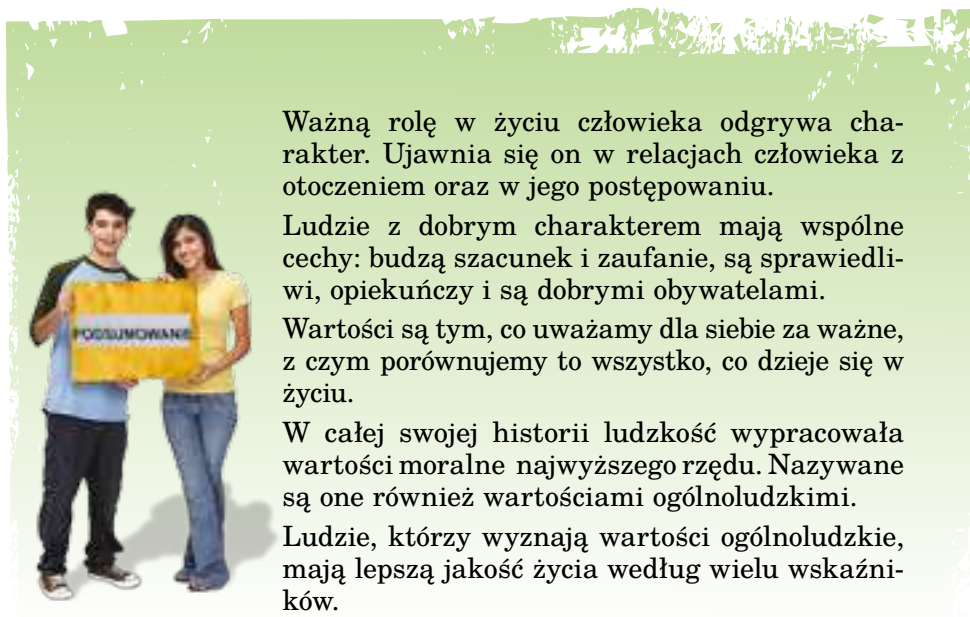 Ważną rolę w życiu człowieka odgrywa cha-
rakter. Ujawnia się on w relacjach człowieka z
otoczeniem oraz w jego postępowaniu.
Ludzie z dobrym charakterem mają wspólne
cechy: budzą szacunek i zaufanie, są sprawiedli-
wi, opiekuńczy i są dobrymi obywatelami.
Wartości są tym, co uważamy dla siebie za ważne,
z czym porównujemy to wszystko, co dzieje się w
życiu.
W całej swojej historii ludzkość wypracowała
wartości moralne najwyższego rzędu. Nazywane
są one również wartościami ogólnoludzkimi.
Ludzie, którzy wyznają wartości ogólnoludzkie,
mają lepszą jakość życia według wielu wskaźni-
ków.
PODSUMOWANIE